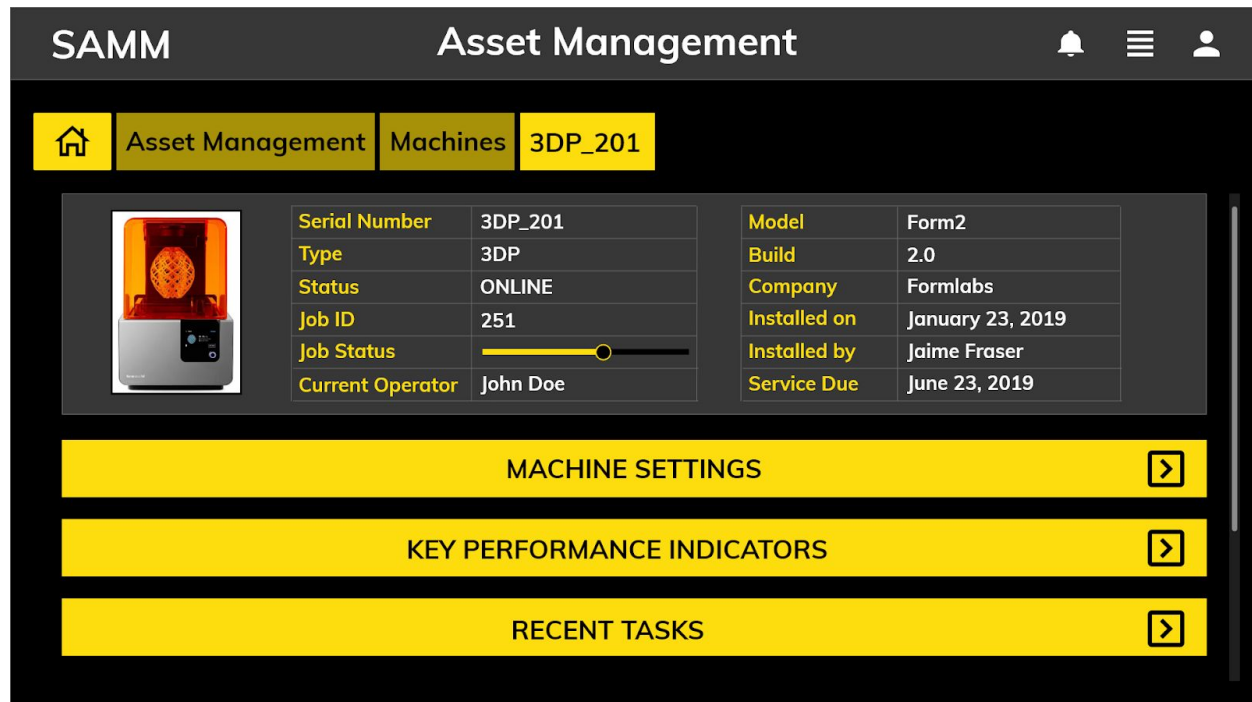 SAMM
Asset Management
Asset Management
Machines
3DP_201
Serial Number 3DP_201
Type 3DP
Status ONLINE
Job ID 251
Job Status
Current Operator John Doe
Model Form2
Build 2.0
Company Formlabs
Installed on January 23, 2019
Installed by Jaime Fraser
Service Due June 23, 2019
MACHINE SETTINGS
KEY PERFORMANCE INDICATORS
RECENT TASKS